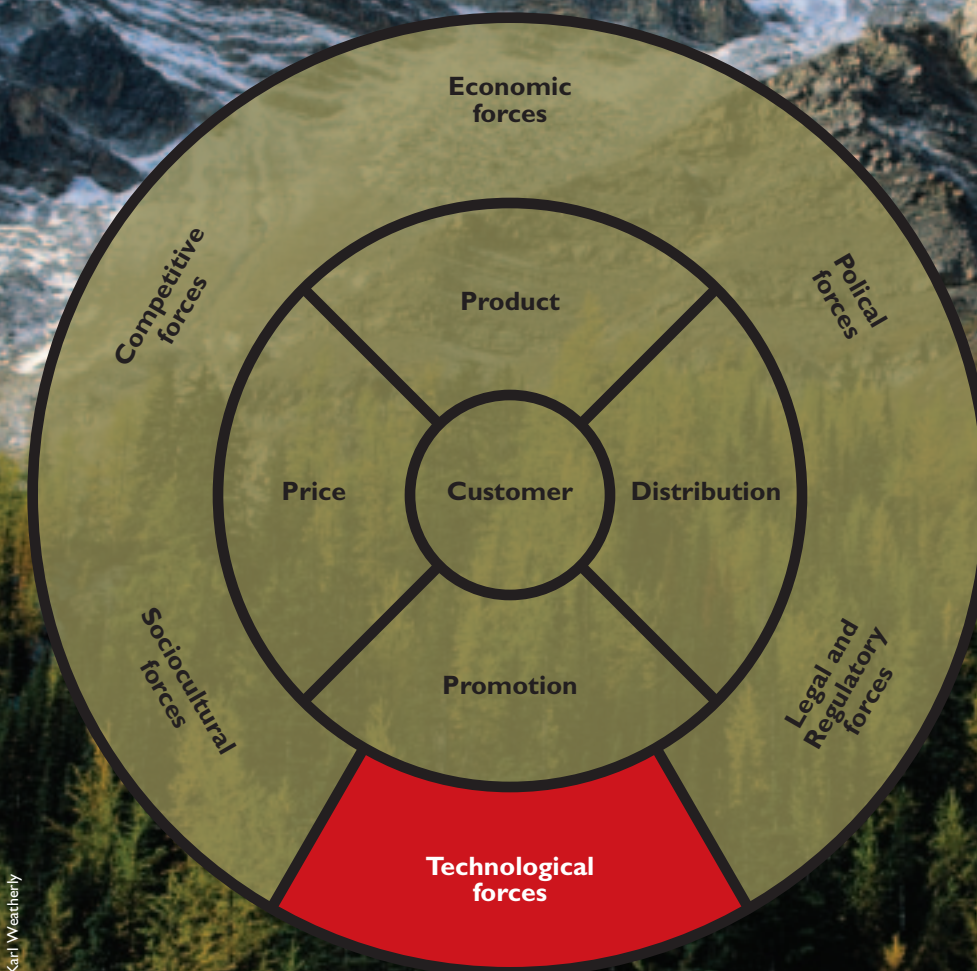 Economic
forces
Competitive
forces
Polical
forces
Product
Price
Customer
Distribution
Promotion
Sociocultural
forces
Legal and
Regulatory
forces
Technological
forces
Karl Weatherly